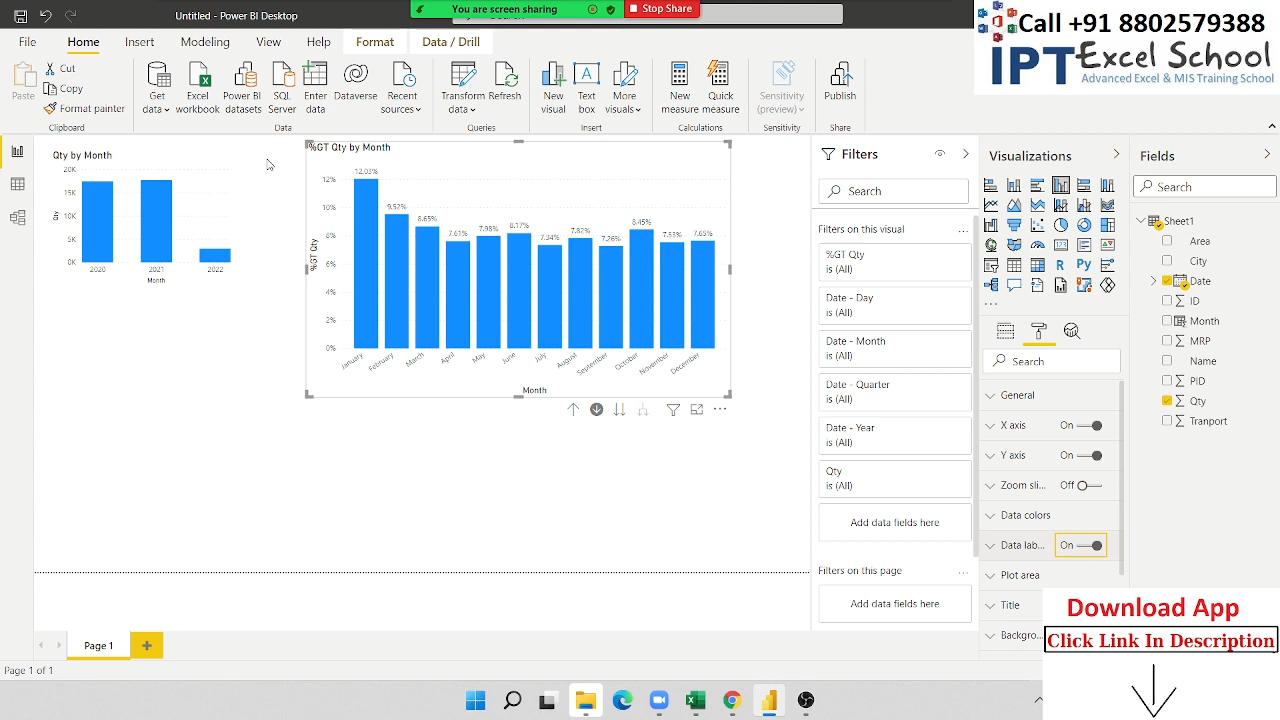 Untitled - Power BI Desktop
You are screen sharing
Stop Share
Call +91 8802579388
IPT Excel School
Advanced Excel & MIS Training School
File
Home
Insert
Modeling
View
Help
Format
Data / Drill
Paste
Cut
Copy
Format painter
Clipboard
Get data
Excel workbook
Power BI datasets
SQL Server
Enter data
Dataverse
Recent sources
Data
Transform data
Refresh
Queries
New visual
Text box
More visuals
Insert
New measure
Quick measure
Calculations
Sensitivity (preview)
Sensitivity
Publish
Share
Qty by Month
20K
15K
10K
5K
0K
Qty
2020
2021
2022
Month
%GT Qty by Month
12%
10%
8%
6%
4%
2%
0%
%GT Qty
12.03%
9.52%
8.65%
7.61%
7.98%
8.17%
7.34%
7.82%
7.26%
8.45%
7.53%
7.65%
January
February
March
April
May
June
July
August
September
October
November
December
Month
Filters
Search
Filters on this visual
%GT Qty
is (All)
Date - Day
is (All)
Date - Month
is (All)
Date - Quarter
is (All)
Date - Year
is (All)
Qty
is (All)
Add data fields here
Filters on this page
Add data fields here
Visualizations
R
Py
Search
General
X axis On
Y axis On
Zoom sli... Off
Data colors
Data lab... On
Plot area
Title
Backgro...
Fields
Search
Sheet1
Area
City
Date
ID
Month
MRP
Name
PID
Qty
Tranport
Download App
Click Link In Description
Page 1
Page 1 of 1